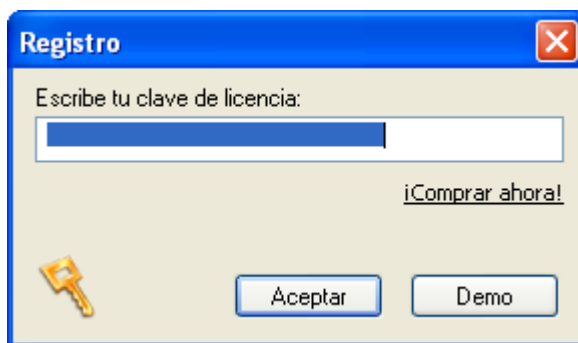 Registro
Escribe tu clave de licencia:
¡Comprar ahora!
Aceptar Demo